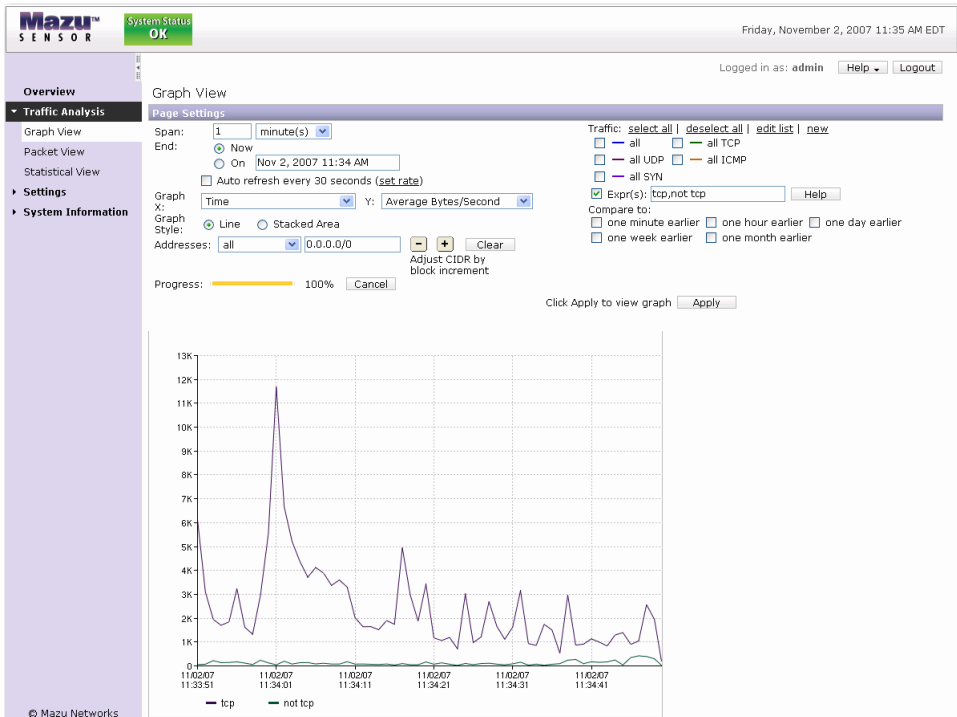 Mazu™
SENSOR
System Status
OK
Friday, November 2, 2007 11:35 AM EDT
Logged in as: admin Help Logout
Overview
Traffic Analysis
Graph View
Packet View
Statistical View
Settings
System Information
© Mazu Networks
Graph View
Page Settings
Span: 1 minute(s)
End: Now
On Nov 2, 2007 11:34 AM
Auto refresh every 30 seconds (set rate)
Graph X: Time Y: Average Bytes/Second
Graph Style: Line Stacked Area
Addresses: all 0.0.0.0/0 - + Clear
Adjust CIDR by
block increment
Progress: 100% Cancel
Traffic: select all | deselect all | edit list | new
all all TCP
all UDP all ICMP
all SYN
Expr(s): tcp,not tcp Help
Compare to:
one minute earlier one hour earlier one day earlier
one week earlier one month earlier
Click Apply to view graph Apply
13K
12K
11K
10K
9K
8K
7K
6K
5K
4K
3K
2K
1K
0
11/02/07 11/02/07 11/02/07 11/02/07 11/02/07 11/02/07
11:33:51 11:34:01 11:34:11 11:34:21 11:34:31 11:34:41
tcp not tcp